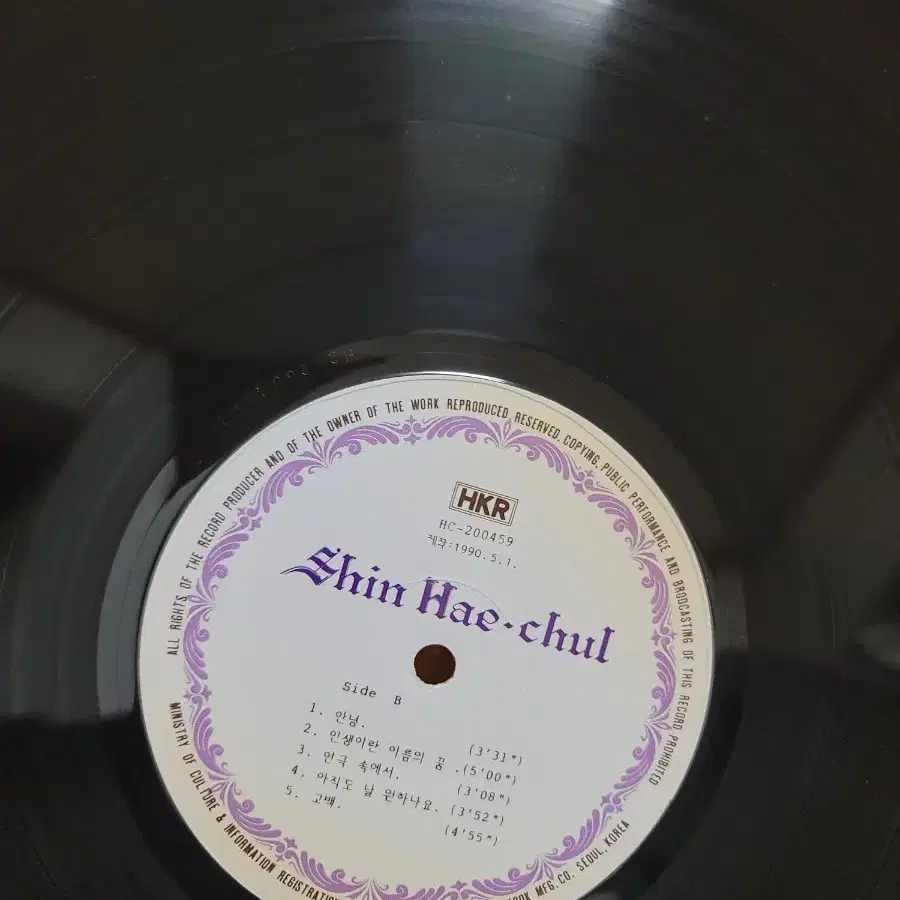 ALL RIGHTS OF THE RECORD PRODUCER AND OF THE OWNER OF THE WORK REPRODUCED RESERVED. COPYING, PUBLIC PERFORMANCE AND BRODCASTING OF THIS RECORD PROHIBITED
HKR
HC-200459
제작:1990.5.1.
Shin Hae-chul
Side B
1. 안녕. (3'31")
2. 인생이란 이름의 꿈 .(5'00")
3. 연극 속에서. (3'08")
4. 아직도 날 원하나요. (3'52")
5. 고백. (4'55")
MINISTRY OF CULTURE & INFORMATION REGISTRATION
MFG.CO. SEOUL, KOREA